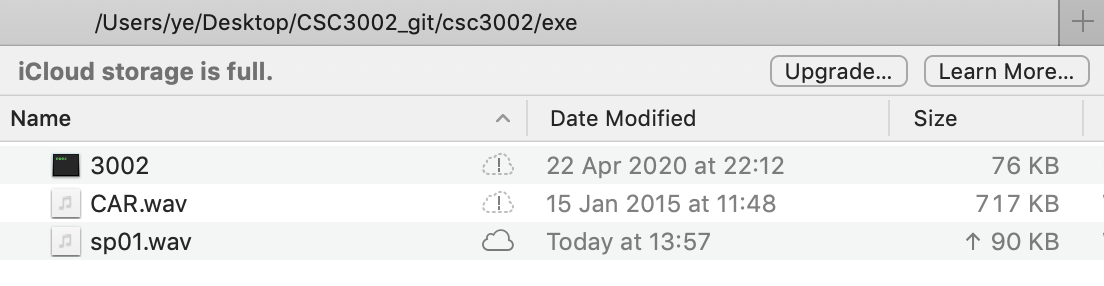 /Users/ye/Desktop/CSC3002_git/csc3002/exe
iCloud storage is full. Upgrade... Learn More...
Name Date Modified Size
3002 22 Apr 2020 at 22:12 76 KB
CAR.wav 15 Jan 2015 at 11:48 717 KB
sp01.wav Today at 13:57 ↑ 90 KB